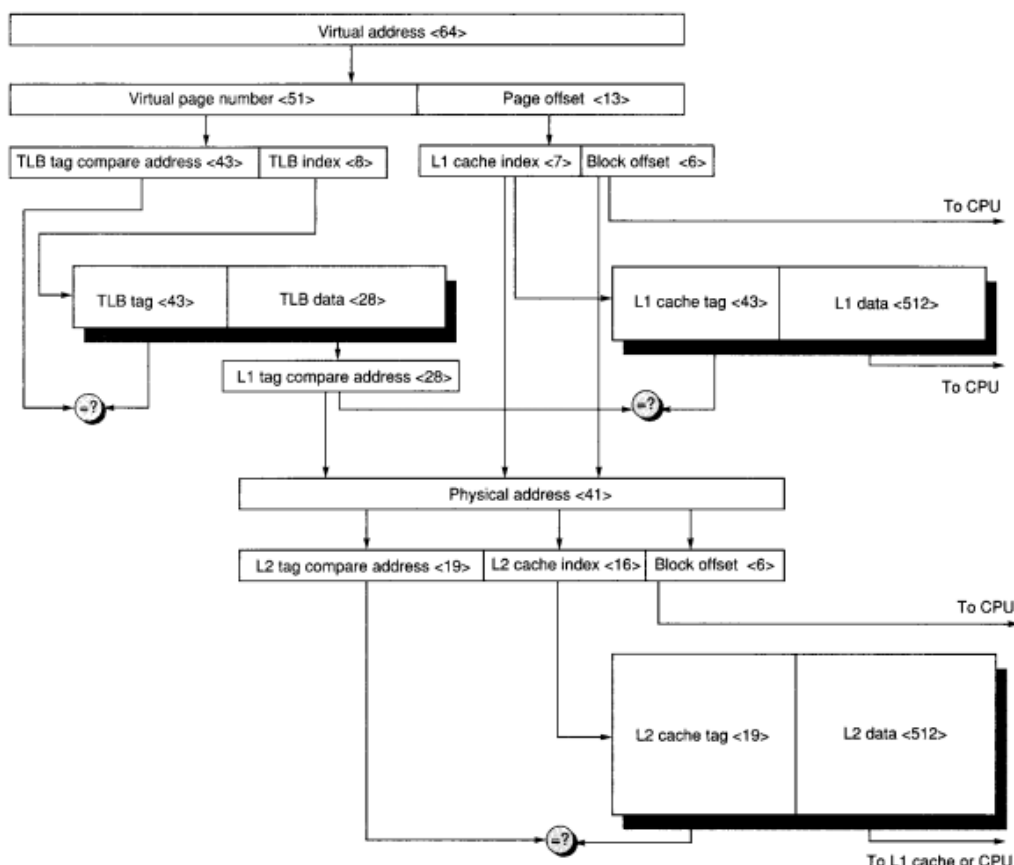 Virtual address <64>
Virtual page number <51> Page offset <13>
TLB tag compare address <43> TLB index <8> L1 cache index <7> Block offset <6>
To CPU
TLB tag <43> TLB data <28> L1 cache tag <43> L1 data <512>
L1 tag compare address <28>
To CPU
=? =?
Physical address <41>
L2 tag compare address <19> L2 cache index <16> Block offset <6>
To CPU
L2 cache tag <19> L2 data <512>
=?
To L1 cache or CPU